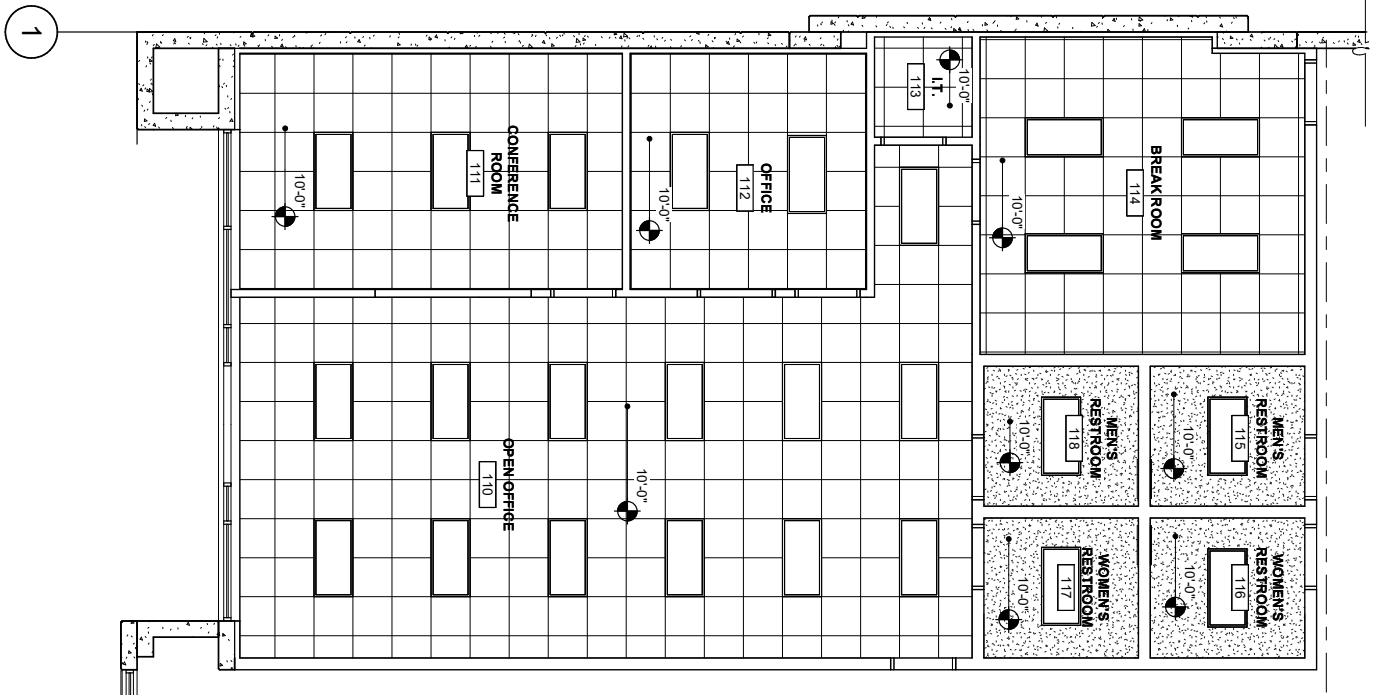 1
CONFERENCE
ROOM
111
10'-0"
OFFICE
112
10'-0"
I.T.
113
10'-0"
BREAKROOM
114
10'-0"
OPEN OFFICE
110
10'-0"
MEN'S
RESTROOM
118
10'-0"
MEN'S
RESTROOM
115
10'-0"
WOMEN'S
RESTROOM
117
10'-0"
WOMEN'S
RESTROOM
116
10'-0"